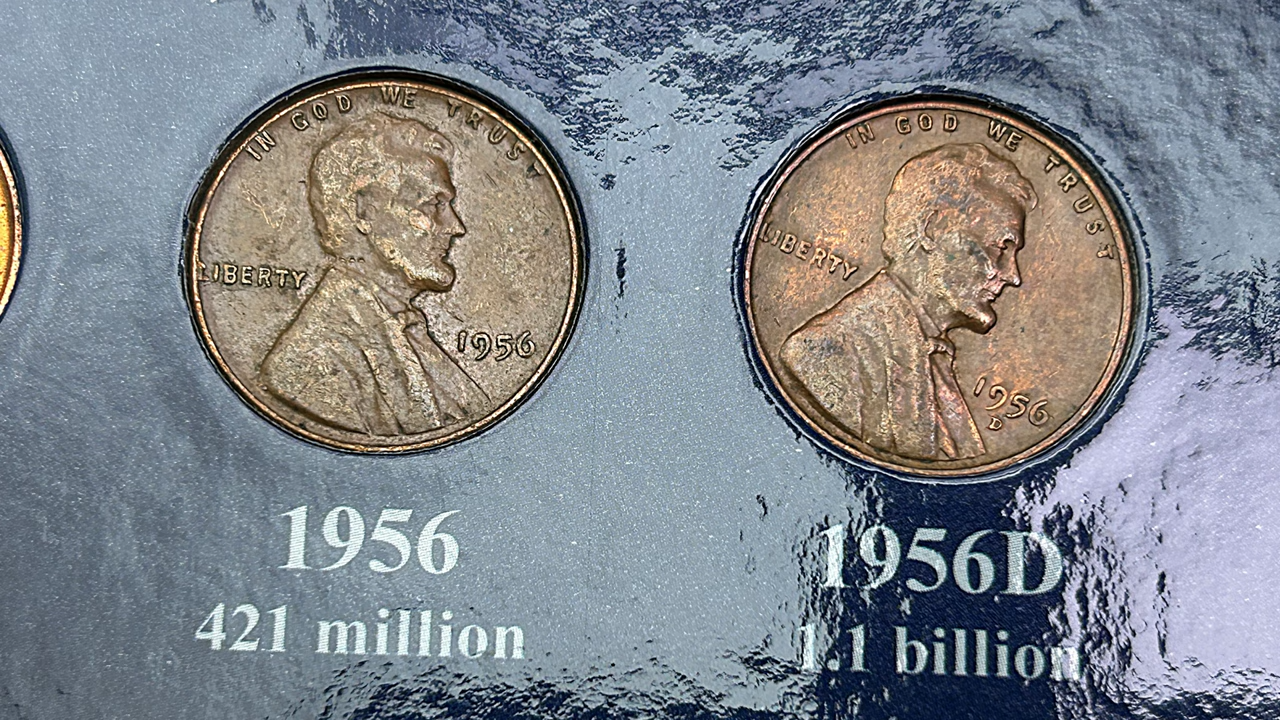 IN GOD WE TRUST
LIBERTY
1956
IN GOD WE TRUST
LIBERTY
1956
D
1956
421 million
1956D
1.1 billion